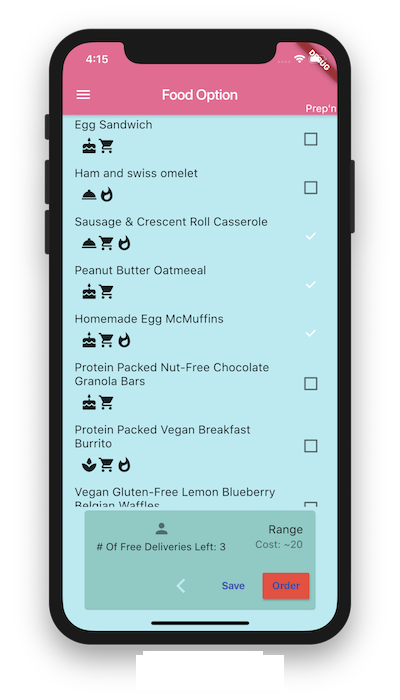 4:15
DEBUG
Food Option
Prep'n
Egg Sandwich
Ham and swiss omelet
Sausage & Crescent Roll Casserole
Peanut Butter Oatmeeal
Homemade Egg McMuffins
Protein Packed Nut-Free Chocolate
Granola Bars
Protein Packed Vegan Breakfast
Burrito
Vegan Gluten-Free Lemon Blueberry
Belgian Waffles
Range
# Of Free Deliveries Left: 3
Cost: ~20
Save
Order